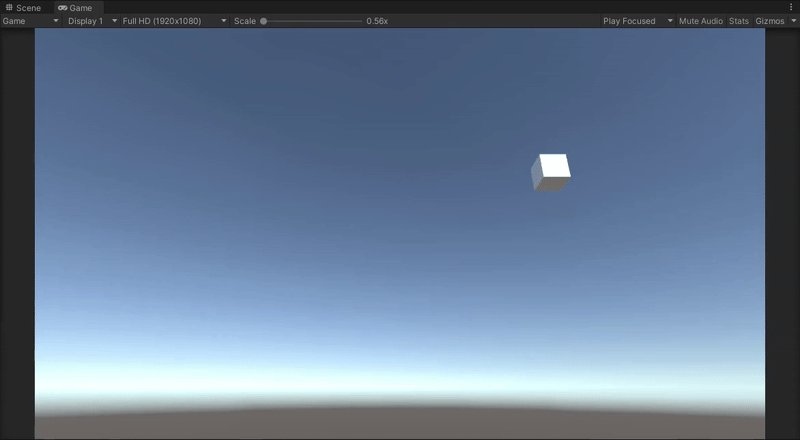 Scene Game
Game Display 1 Full HD (1920x1080) Scale 0.56x Play Focused Mute Audio Stats Gizmos